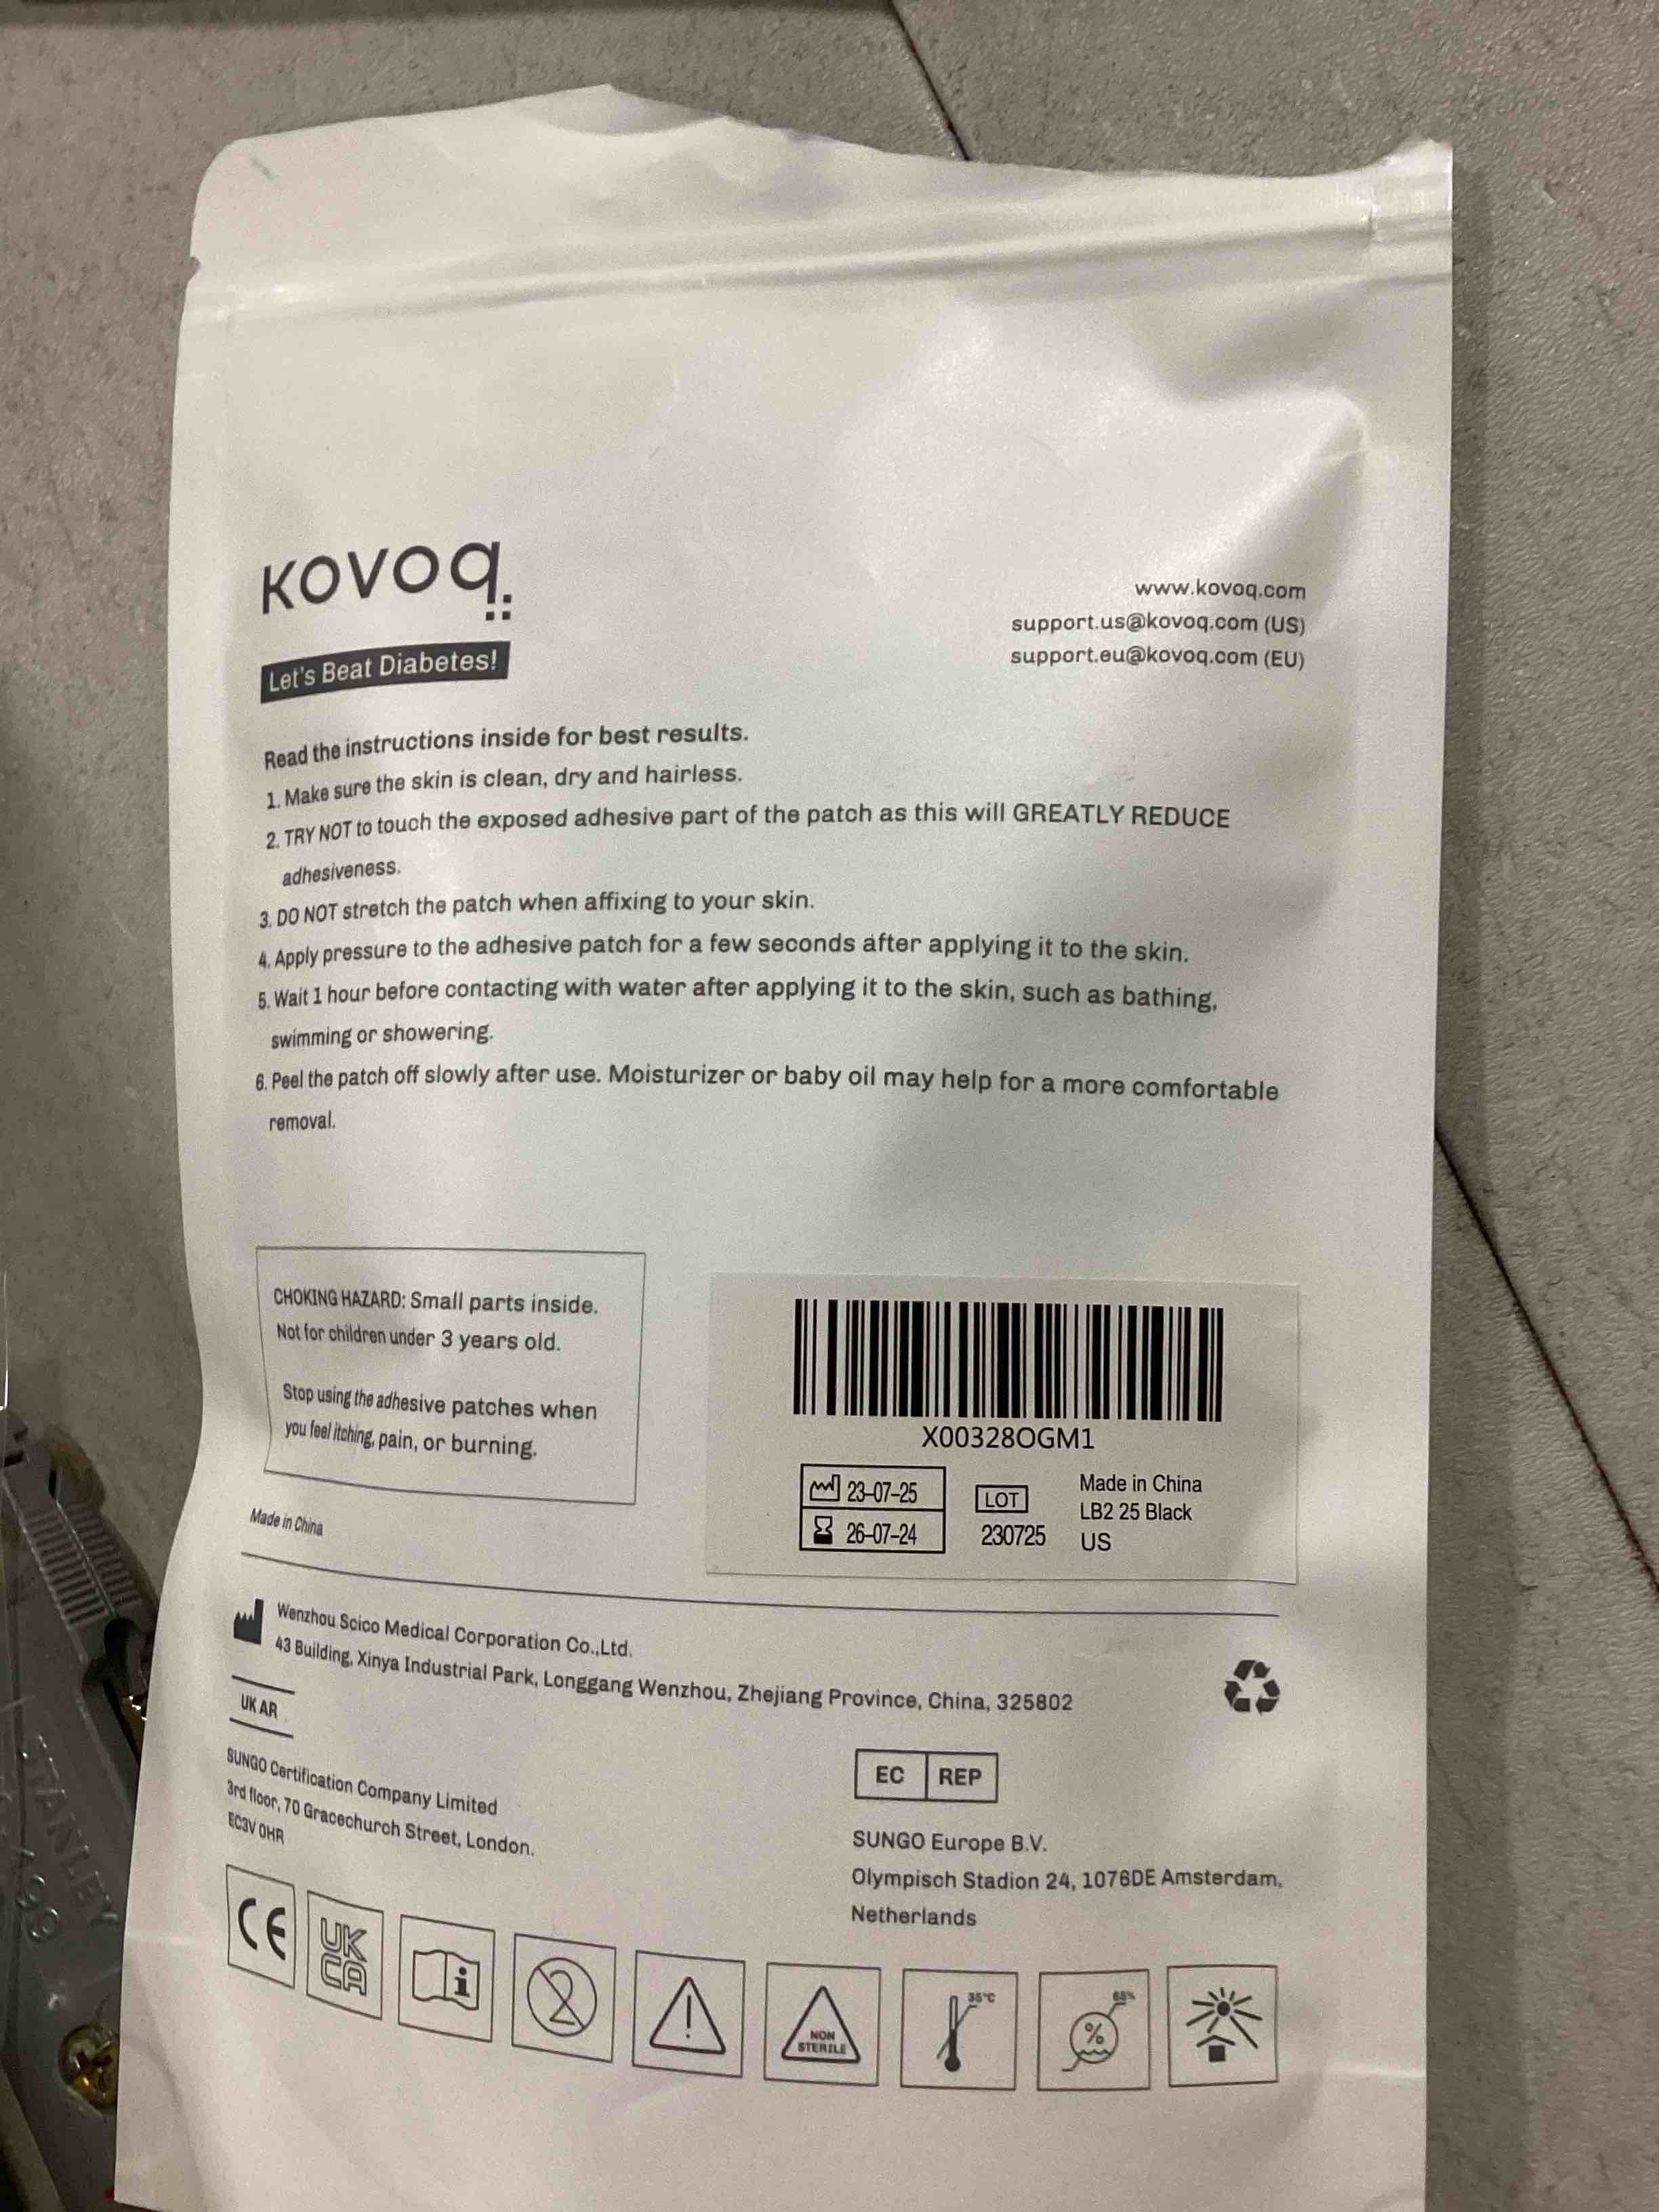 KOVOQ
Let's Beat Diabetes!
www.kovoq.com
support.us@kovoq.com (US)
support.eu@kovoq.com (EU)
Read the instructions inside for best results.
1. Make sure the skin is clean, dry and hairless.
2. TRY NOT to touch the exposed adhesive part of the patch as this will GREATLY REDUCE
adhesiveness.
3. DO NOT stretch the patch when affixing to your skin.
4. Apply pressure to the adhesive patch for a few seconds after applying it to the skin.
5. Wait 1 hour before contacting with water after applying it to the skin, such as bathing,
swimming or showering.
6. Peel the patch off slowly after use. Moisturizer or baby oil may help for a more comfortable
removal.
CHOKING HAZARD: Small parts inside.
Not for children under 3 years old.
Stop using the adhesive patches when
you feel itching, pain, or burning.
Made in China
X00328OGM1
23-07-25
26-07-24
LOT
230725
Made in China
LB2 25 Black
US
Wenzhou Scico Medical Corporation Co.,Ltd.
43 Building, Xinya Industrial Park, Longgang Wenzhou, Zhejiang Province, China, 325802
UK AR
SUNGO Certification Company Limited
3rd floor, 70 Gracechurch Street, London.
EC3V 0HR
EC REP
SUNGO Europe B.V.
Olympisch Stadion 24, 1076DE Amsterdam,
Netherlands
CE
UK
CA
i
2
!
NON
STERILE
35°C
65%
%
STANLEY
199